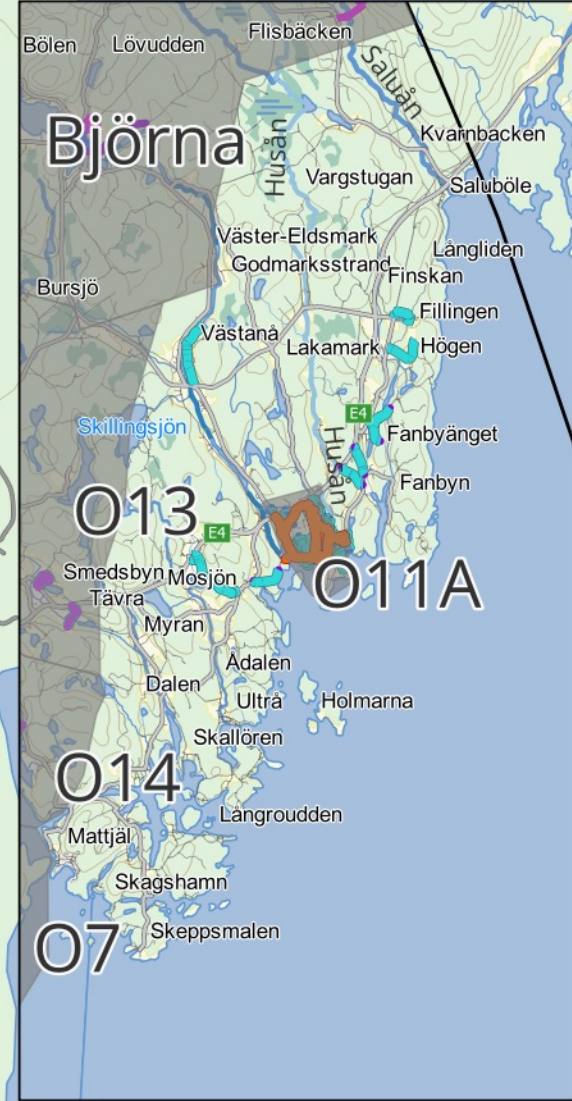 Flisbäcken
Bölen
Lövudden
Saluån
Björna
Husån
Kvarnbacken
Vargstugan
Saluböle
Väster-Eldsmark
Långliden
Godmarksstrand
Finskan
Bursjö
Fillingen
Västanå
Lakamark
Högen
E4
Skillingsjön
Fanbyänget
Husån
Fanbyn
O13
E4
Smedsbyn
Mosjön
O11A
Tävra
Myran
Ådalen
Dalen
Ultrå
Holmarna
Skallören
O14
Långroudden
Mattjäl
Skagshamn
O7
Skeppsmalen